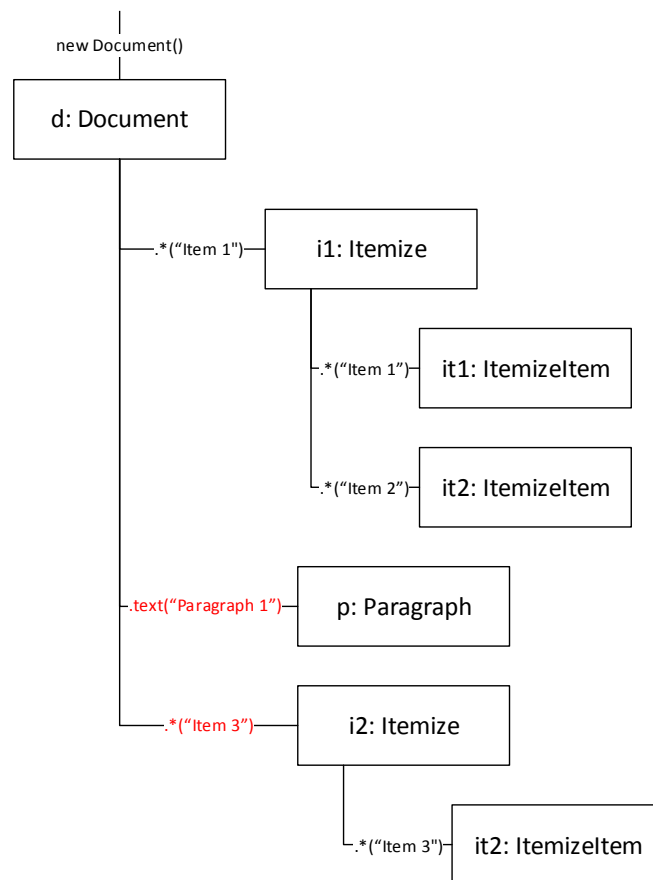 new Document()
d: Document
.*(“Item 1")
i1: Itemize
.*(“Item 1”)
it1: ItemizeItem
.*(“Item 2”)
it2: ItemizeItem
.text(“Paragraph 1”)
p: Paragraph
.*(“Item 3”)
i2: Itemize
.*(“Item 3")
it2: ItemizeItem